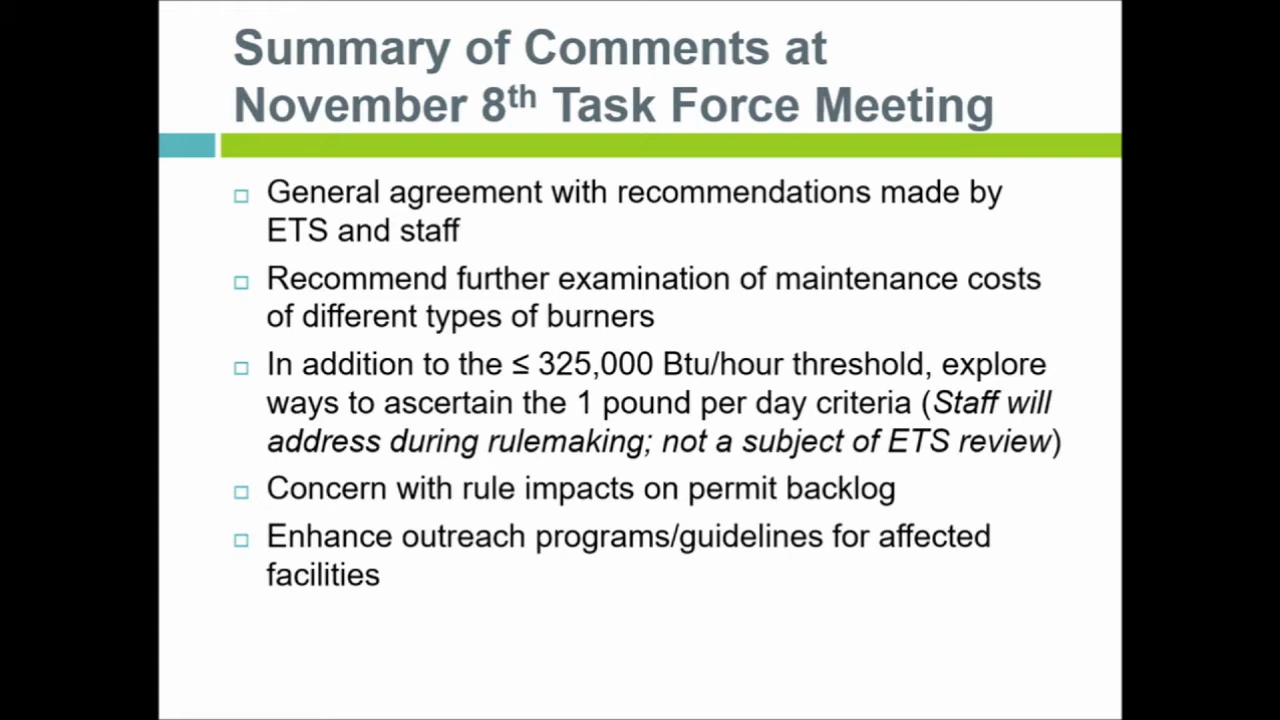 Summary of Comments at
November 8th Task Force Meeting
General agreement with recommendations made by
ETS and staff
Recommend further examination of maintenance costs
of different types of burners
In addition to the ≤ 325,000 Btu/hour threshold, explore
ways to ascertain the 1 pound per day criteria (Staff will
address during rulemaking; not a subject of ETS review)
Concern with rule impacts on permit backlog
Enhance outreach programs/guidelines for affected
facilities